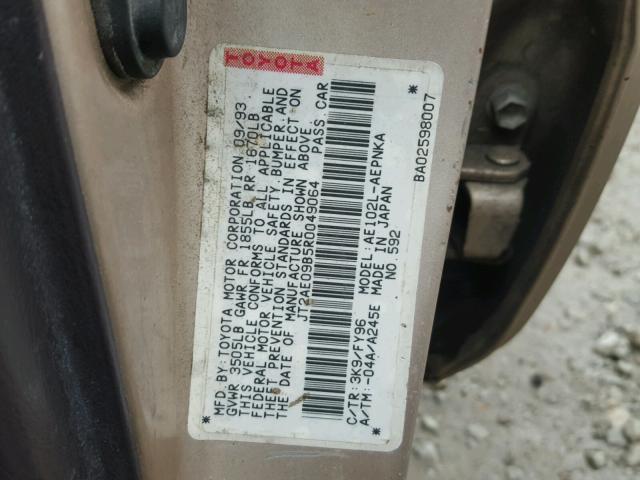 TOYOTA
MFD.BY:TOYOTA MOTOR CORPORATION 09/93
GVWR 3505LB GAWR FR 1855LB RR 1670LB
THIS VEHICLE CONFORMS TO ALL APPLICABLE
FEDERAL MOTOR VEHICLE SAFETY,BUMPER,AND
THEFT PREVENTION STANDARDS IN EFFECT ON
THE DATE OF MANUFACTURE SHOWN ABOVE.
JT2AE09B5R0049064 PASS.CAR
*BA02598007*
C/TR:3K9/FY96 MODEL:AE102L-AEPNKA
A/TM:-04A/A245E MADE IN JAPAN
NO.592